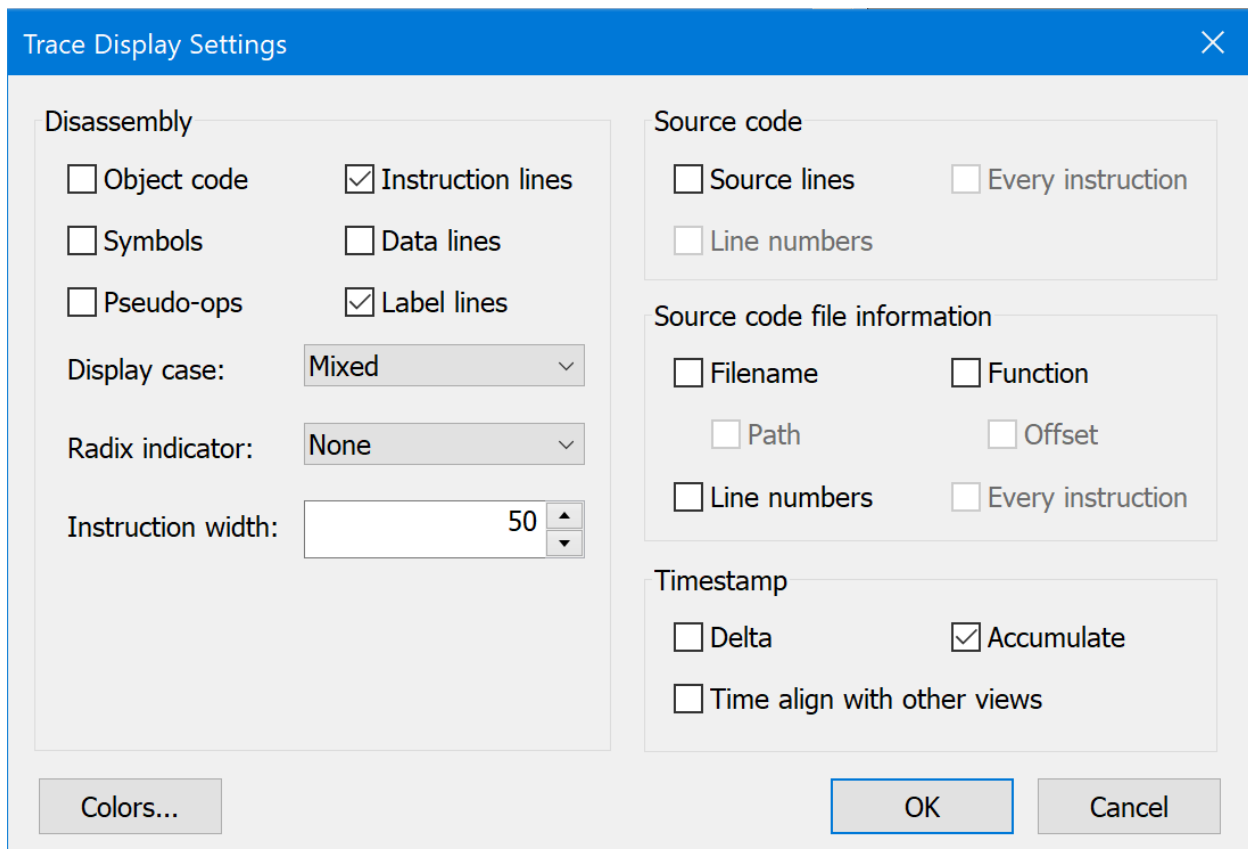 Trace Display Settings
Disassembly
Object code
Instruction lines
Symbols
Data lines
Pseudo-ops
Label lines
Display case:
Mixed
Radix indicator:
None
Instruction width:
50
Source code
Source lines
Every instruction
Line numbers
Source code file information
Filename
Function
Path
Offset
Line numbers
Every instruction
Timestamp
Delta
Accumulate
Time align with other views
Colors...
OK
Cancel